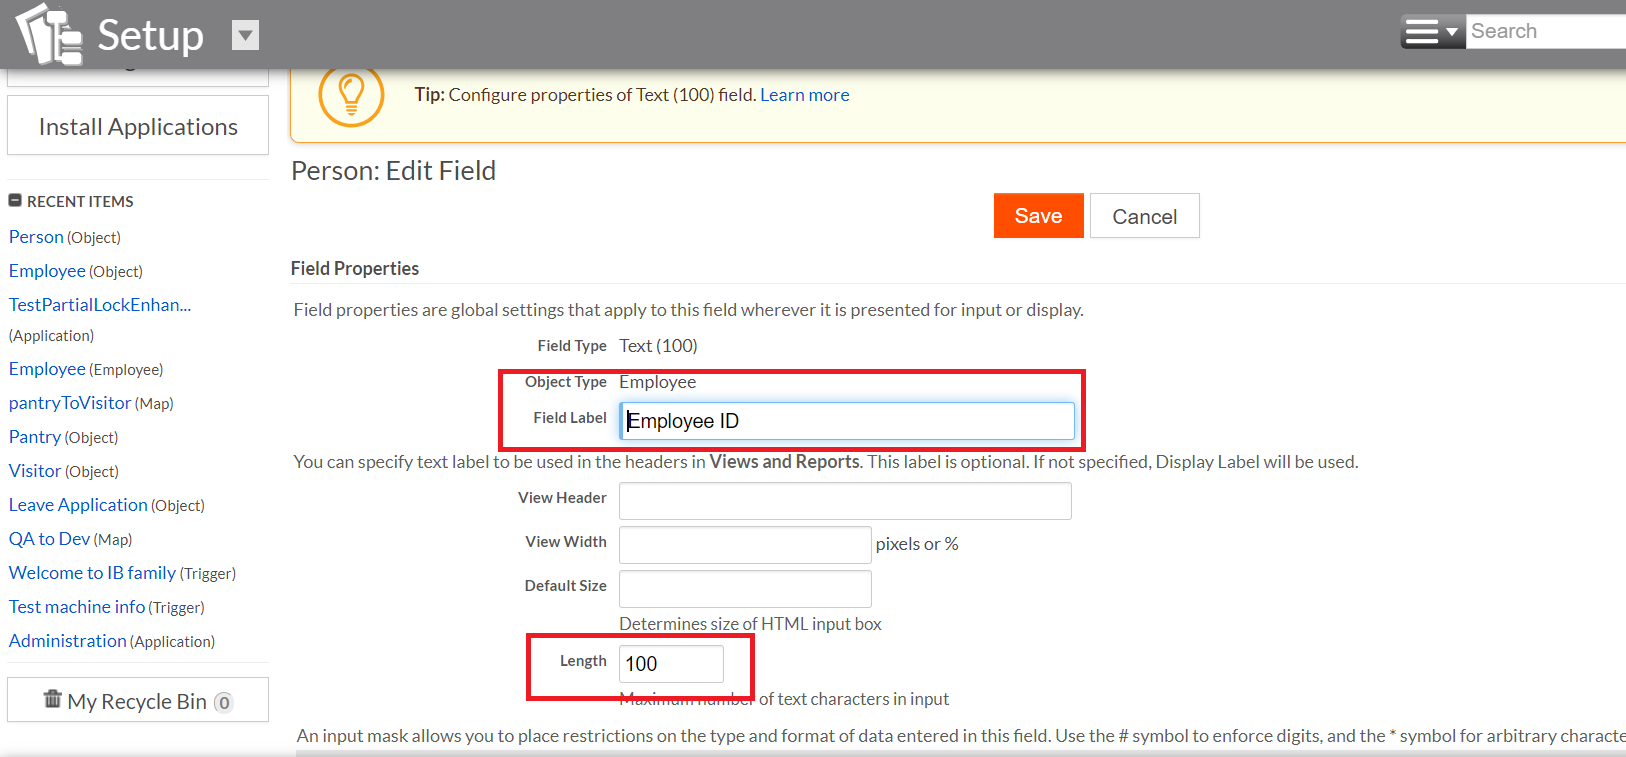 Setup
Search
Install Applications
Tip: Configure properties of Text (100) field. Learn more
Person: Edit Field
Save
Cancel
RECENT ITEMS
Person (Object)
Employee (Object)
TestPartialLockEnhan...
(Application)
Employee (Employee)
pantryToVisitor (Map)
Pantry (Object)
Visitor (Object)
Leave Application (Object)
QA to Dev (Map)
Welcome to IB family (Trigger)
Test machine info (Trigger)
Administration (Application)
My Recycle Bin 0
Field Properties
Field properties are global settings that apply to this field wherever it is presented for input or display.
Field Type Text (100)
Object Type Employee
Field Label Employee ID
You can specify text label to be used in the headers in Views and Reports. This label is optional. If not specified, Display Label will be used.
View Header
View Width pixels or %
Default Size
Determines size of HTML input box
Length 100
Maximum number of text characters in input
An input mask allows you to place restrictions on the type and format of data entered in this field. Use the # symbol to enforce digits, and the * symbol for arbitrary characte